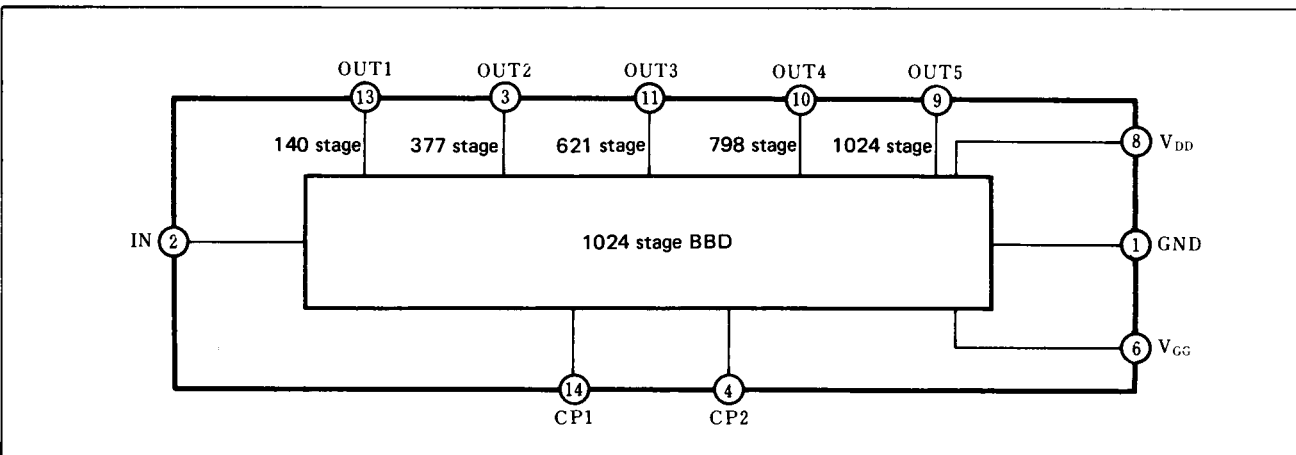 OUT1 OUT2 OUT3 OUT4 OUT5
13 3 11 10 9
140 stage 377 stage 621 stage 798 stage 1024 stage
8 VDD
IN 2 1024 stage BBD 1 GND
6 VGG
14 4
CP1 CP2